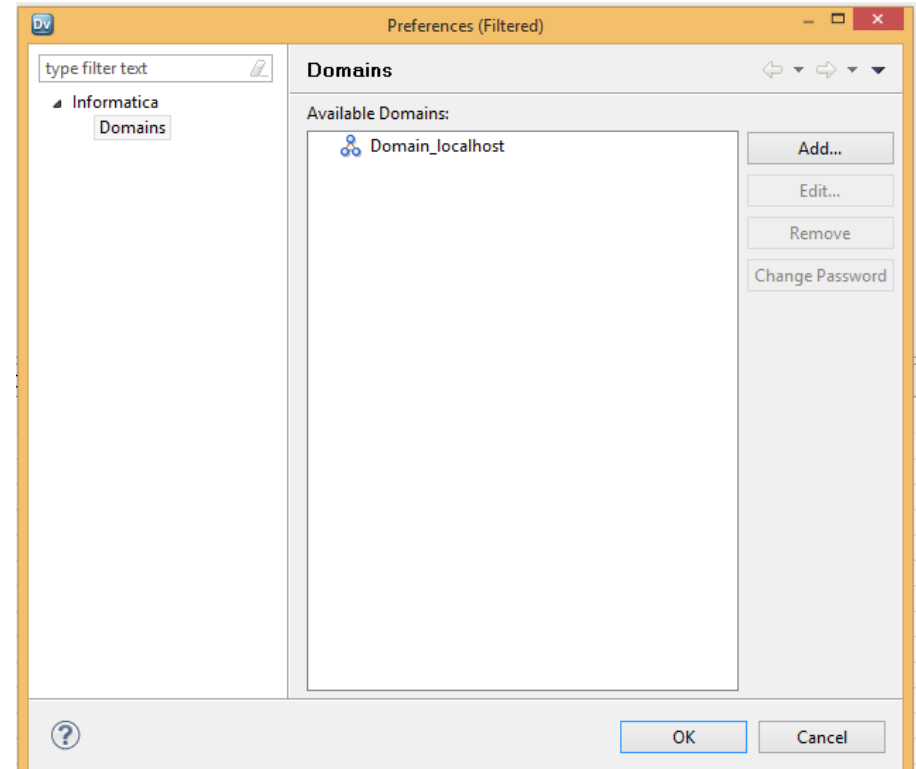 Dv
Preferences (Filtered)
type filter text
Informatica
Domains
Domains
Available Domains:
Domain_localhost
Add...
Edit...
Remove
Change Password
?
OK
Cancel